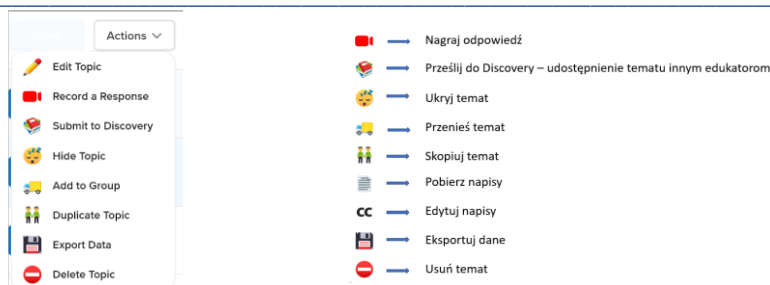 Actions
Edit Topic
Record a Response
Submit to Discovery
Hide Topic
Add to Group
Duplicate Topic
Export Data
Delete Topic
Nagraj odpowiedź
Prześlij do Discovery – udostępnienie tematu innym edukatorom
Ukryj temat
Przenieś temat
Skopiuj temat
Pobierz napisy
CC Edytuj napisy
Eksportuj dane
Usuń temat